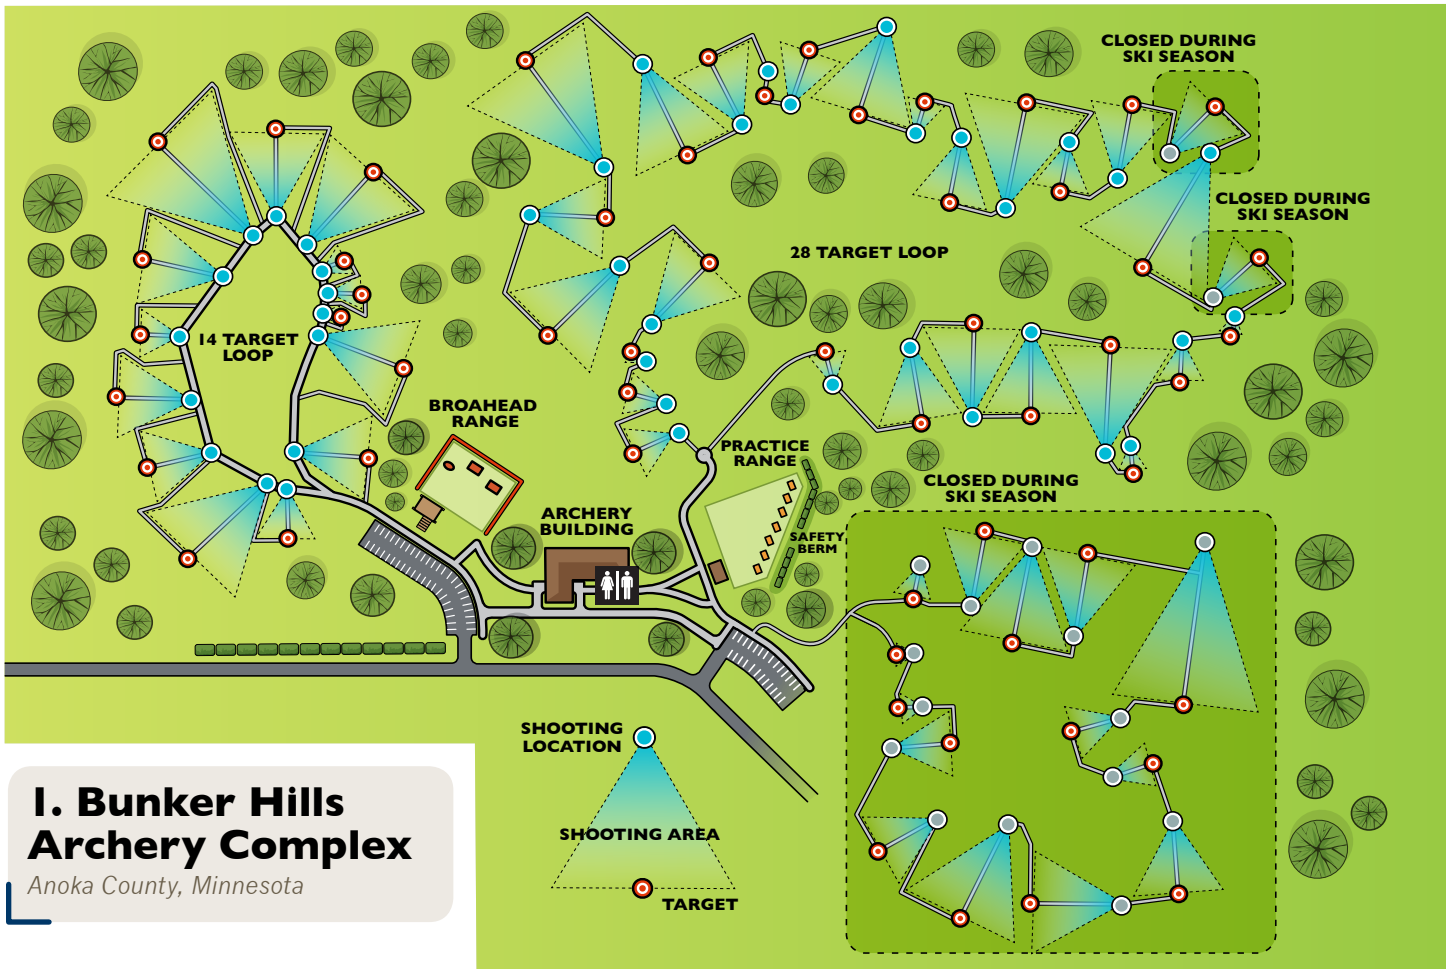 CLOSED DURING
SKI SEASON
CLOSED DURING
SKI SEASON
28 TARGET LOOP
14 TARGET
LOOP
BROAHEAD
RANGE
PRACTICE
RANGE
CLOSED DURING
SKI SEASON
ARCHERY
BUILDING
SAFETY
BERM
SHOOTING
LOCATION
SHOOTING AREA
TARGET
1. Bunker Hills
Archery Complex
Anoka County, Minnesota